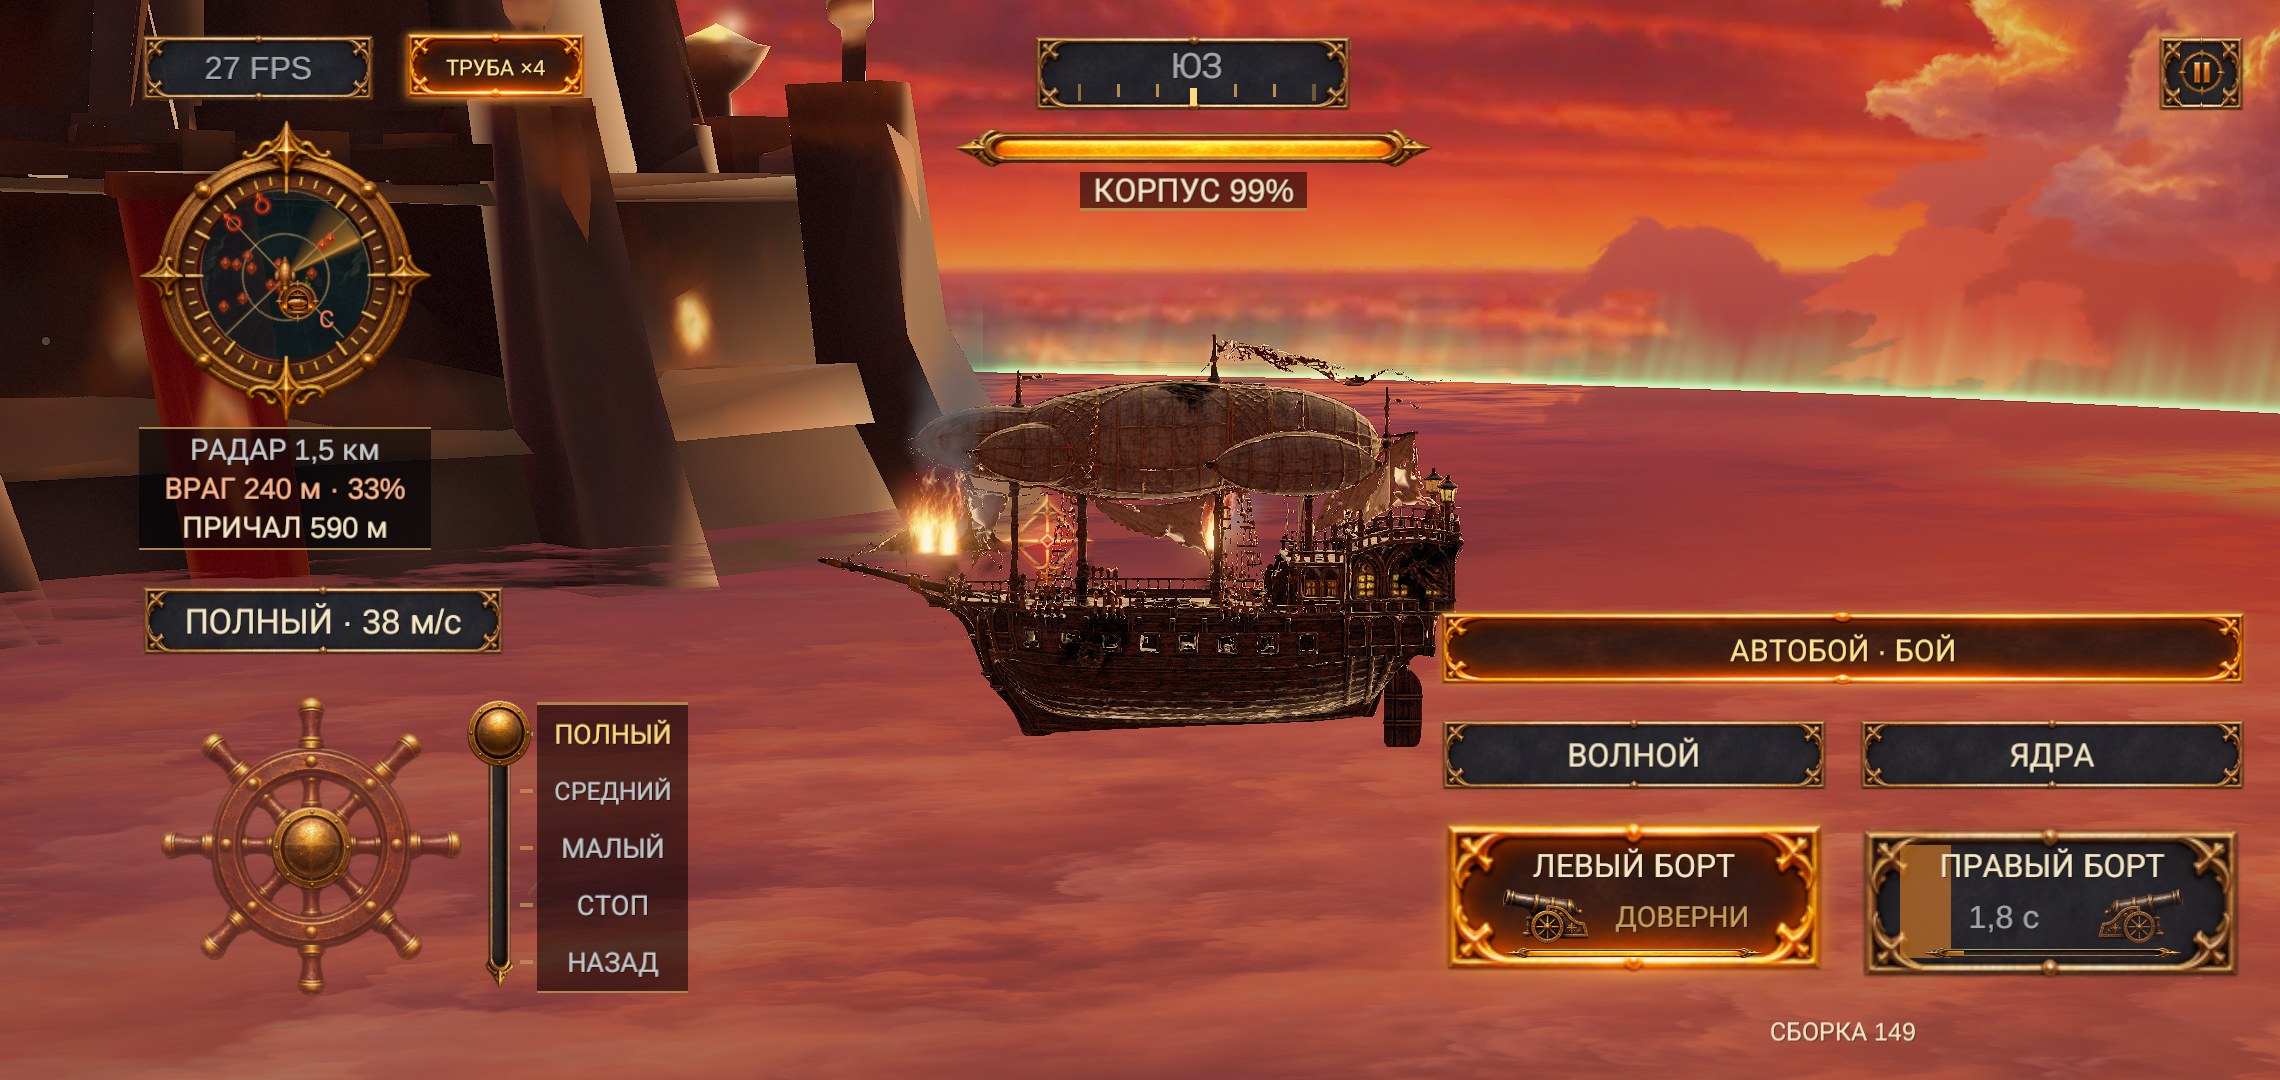 27 FPS
ТРУБА ×4
ЮЗ
КОРПУС 99%
С
РАДАР 1,5 км
ВРАГ 240 м · 33%
ПРИЧАЛ 590 м
ПОЛНЫЙ · 38 м/с
ПОЛНЫЙ
СРЕДНИЙ
МАЛЫЙ
СТОП
НАЗАД
АВТОБОЙ · БОЙ
ВОЛНОЙ
ЯДРА
ЛЕВЫЙ БОРТ
ДОВЕРНИ
ПРАВЫЙ БОРТ
1,8 с
СБОРКА 149